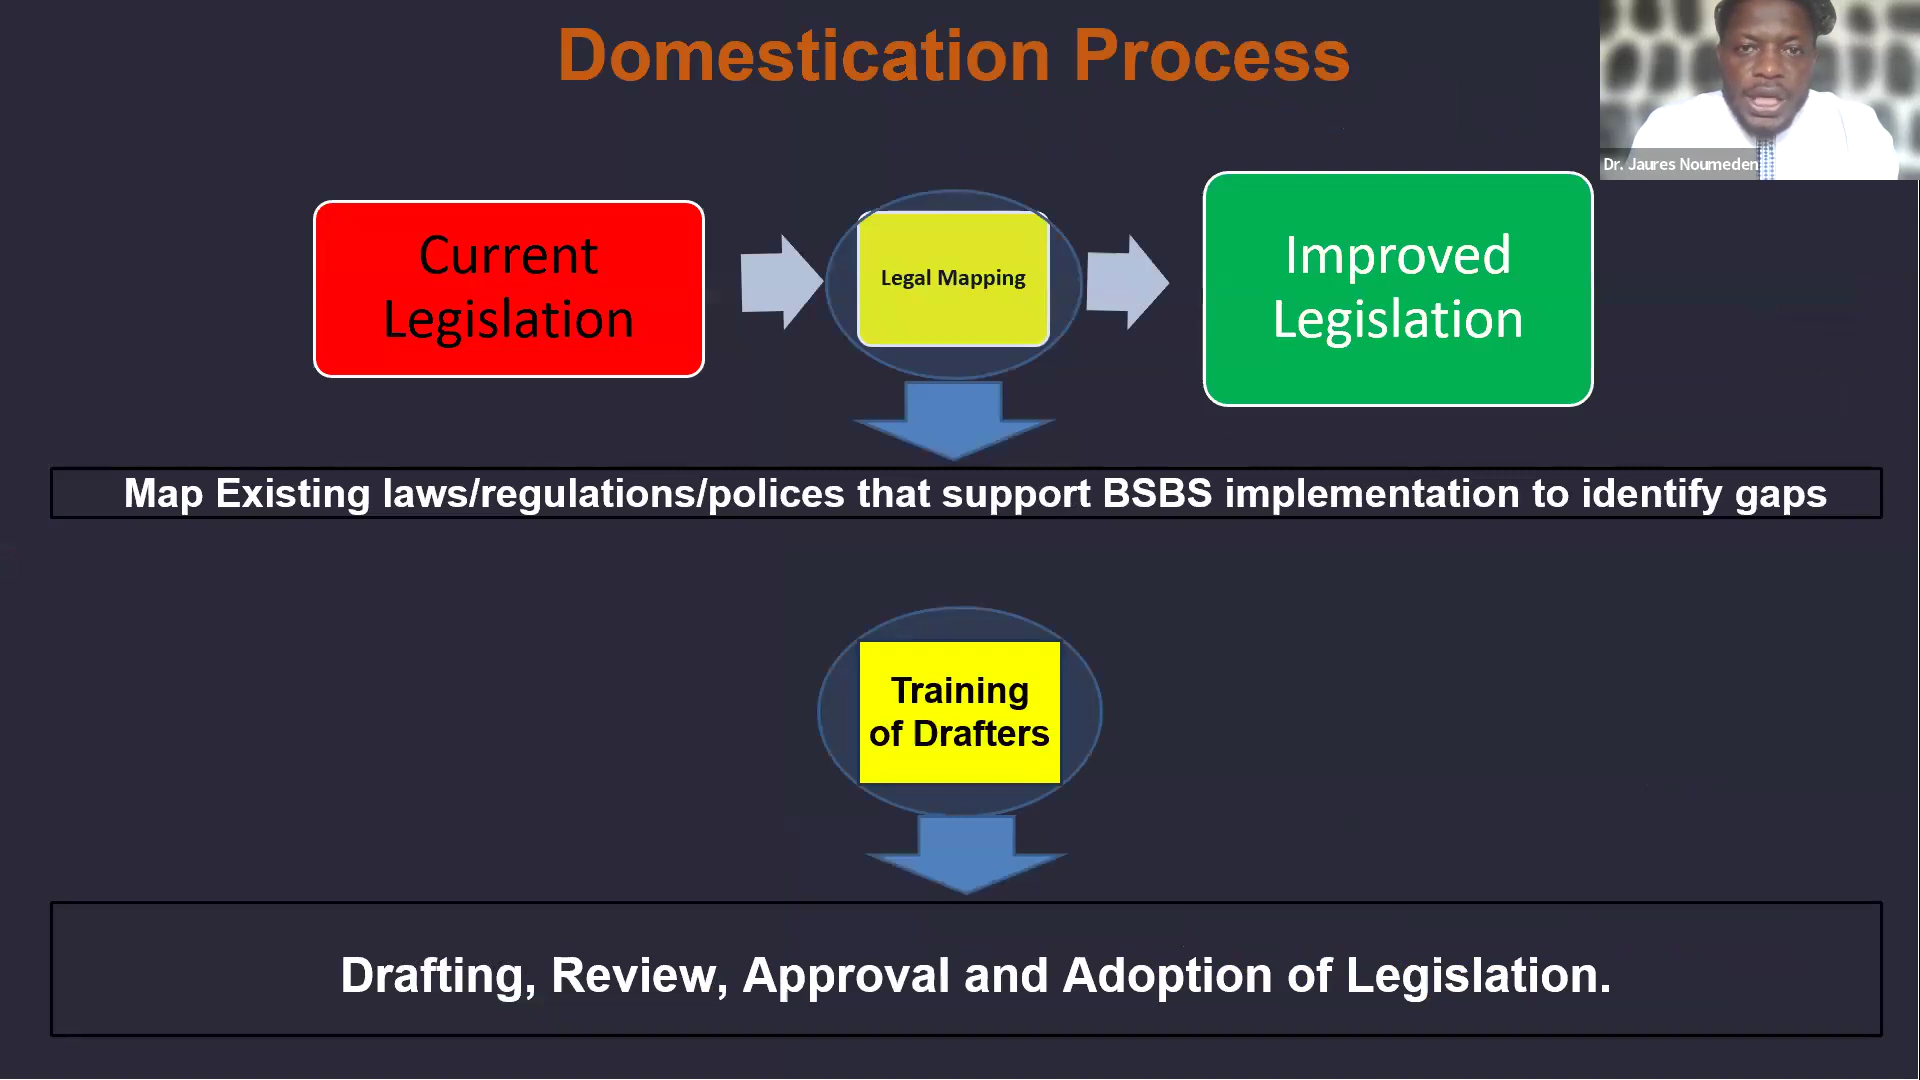 Domestication Process
Dr. Jaures Noumeden
Current
Legislation
Legal Mapping
Improved
Legislation
Map Existing laws/regulations/polices that support BSBS implementation to identify gaps
Training
of Drafters
Drafting, Review, Approval and Adoption of Legislation.